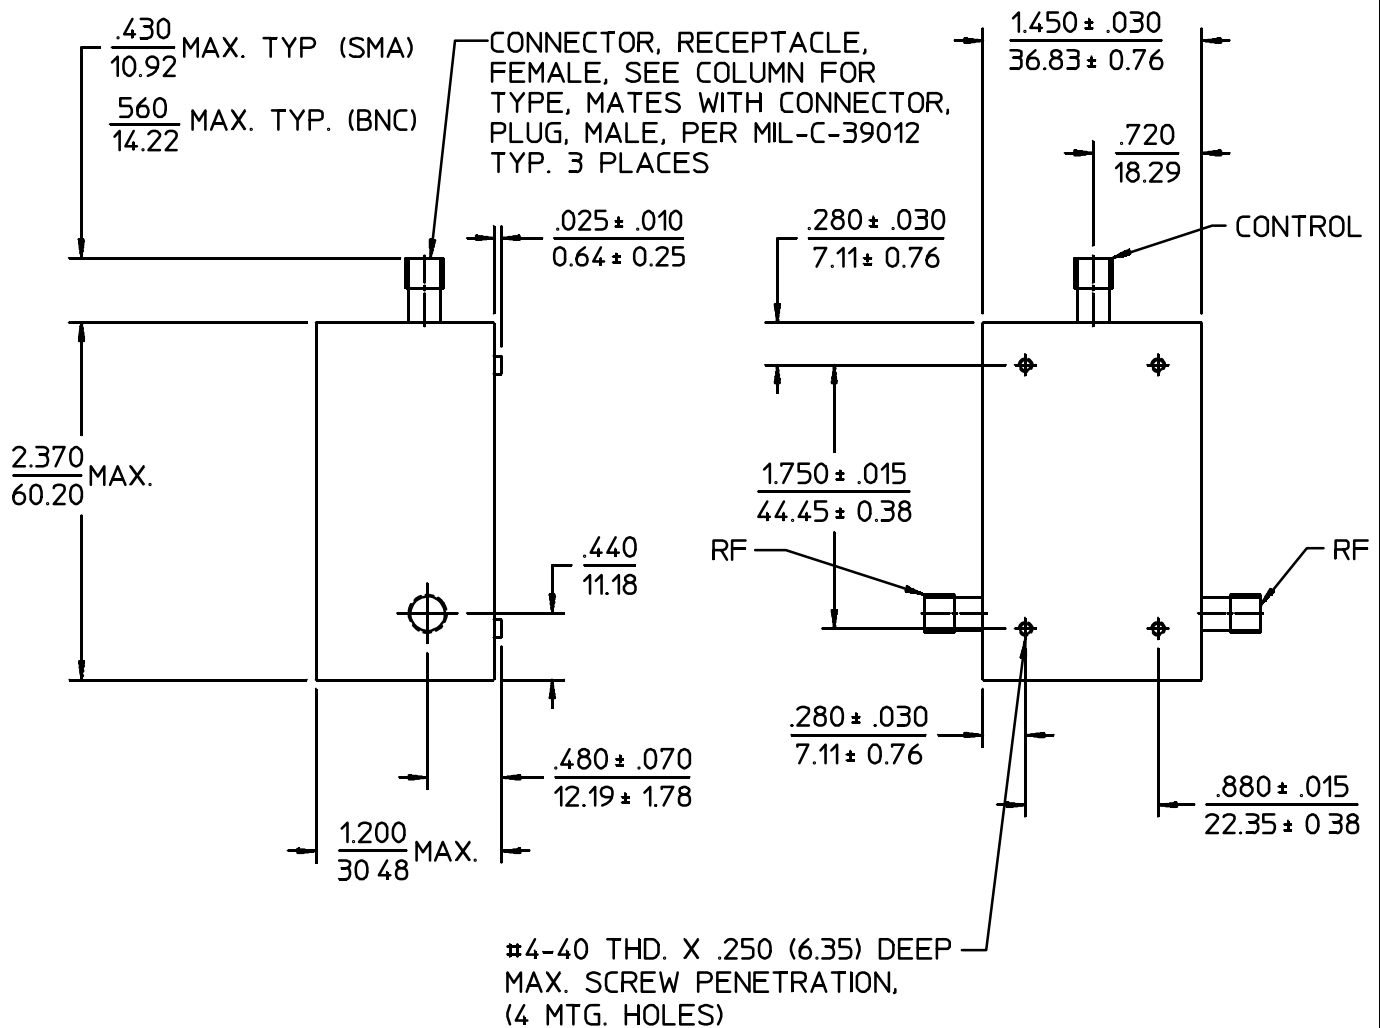 .430
10.92
MAX. TYP (SMA)
560
14.22
MAX. TYP. (BNC)
CONNECTOR, RECEPTACLE,
FEMALE, SEE COLUMN FOR
TYPE, MATES WITH CONNECTOR,
PLUG, MALE, PER MIL-C-39012
TYP. 3 PLACES
1.450 ± .030
36.83 ± 0.76
.720
18.29
.025 ± .010
0.64 ± 0.25
.280 ± .030
7.11 ± 0.76
CONTROL
2.370
60.20
MAX.
1.750 ± .015
44.45 ± 0.38
.440
11.18
RF
RF
.280 ± .030
7.11 ± 0.76
.480 ± .070
12.19 ± 1.78
.880 ± .015
22.35 ± 0 38
1.200
30 48
MAX.
#4-40 THD. X .250 (6.35) DEEP
MAX. SCREW PENETRATION,
(4 MTG. HOLES)